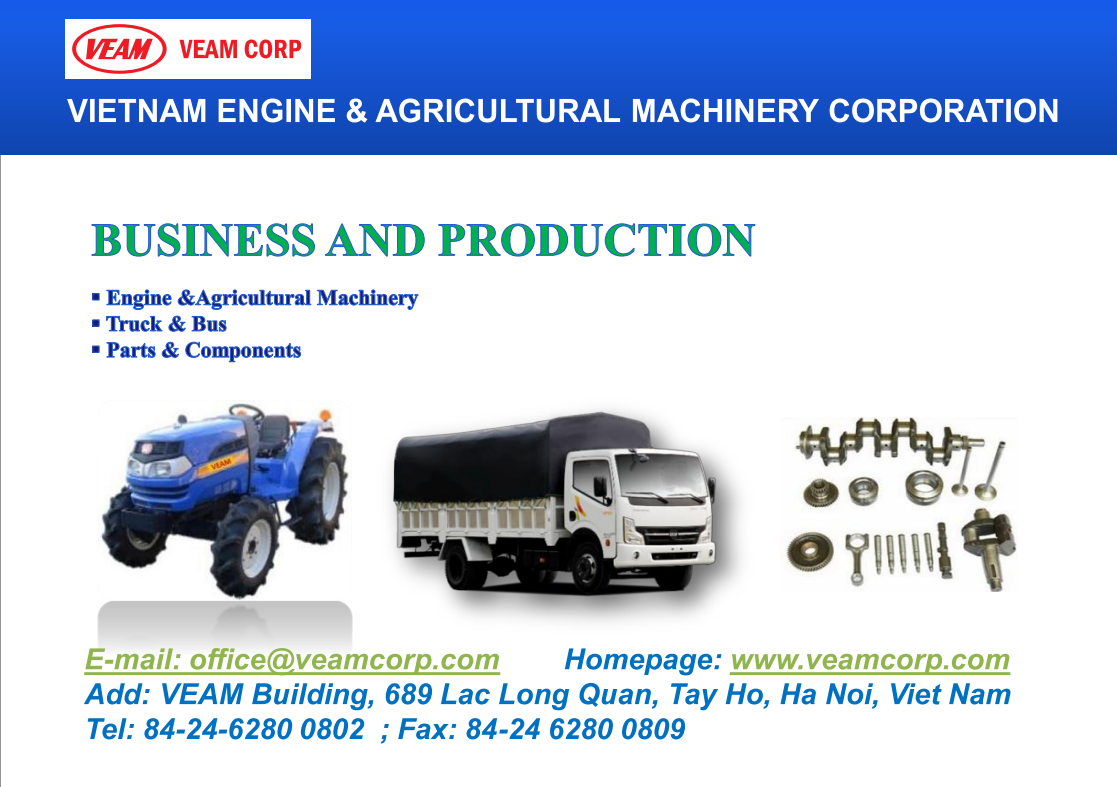 VEAM VEAM CORP
VIETNAM ENGINE & AGRICULTURAL MACHINERY CORPORATION
BUSINESS AND PRODUCTION
▪ Engine &Agricultural Machinery
▪ Truck & Bus
▪ Parts & Components
VEAM
E-mail: office@veamcorp.com Homepage: www.veamcorp.com
Add: VEAM Building, 689 Lac Long Quan, Tay Ho, Ha Noi, Viet Nam
Tel: 84-24-6280 0802 ; Fax: 84-24 6280 0809